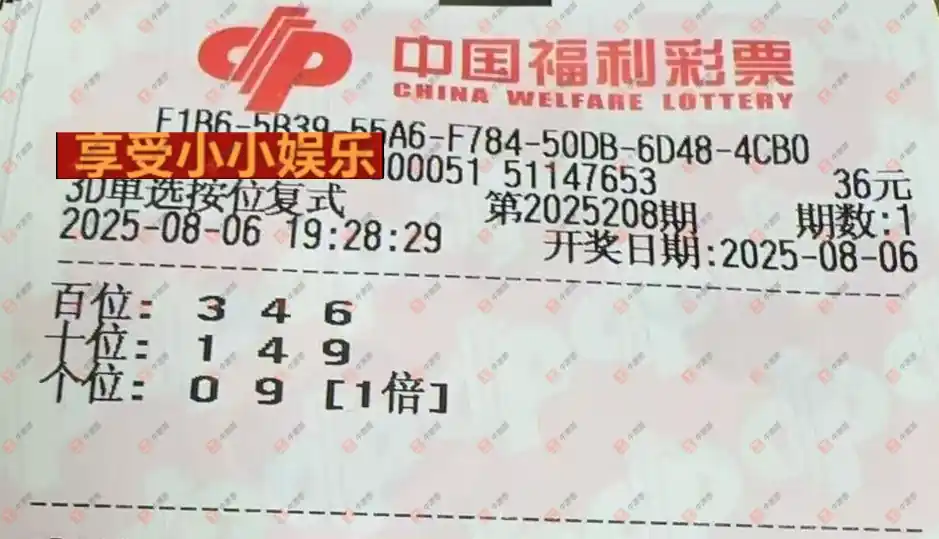 中国福利彩票
CHINA WELFARE LOTTERY
F1B6-5B39-55A6-F784-50DB-6D48-4CB0
享受小小娱乐
00051 51147653 36元
3D单选按位复式 第2025208期 期数:1
2025-08-06 19:28:29 开奖日期:2025-08-06
百位: 3 4 6
十位: 1 4 9
个位: 0 9 [1倍]